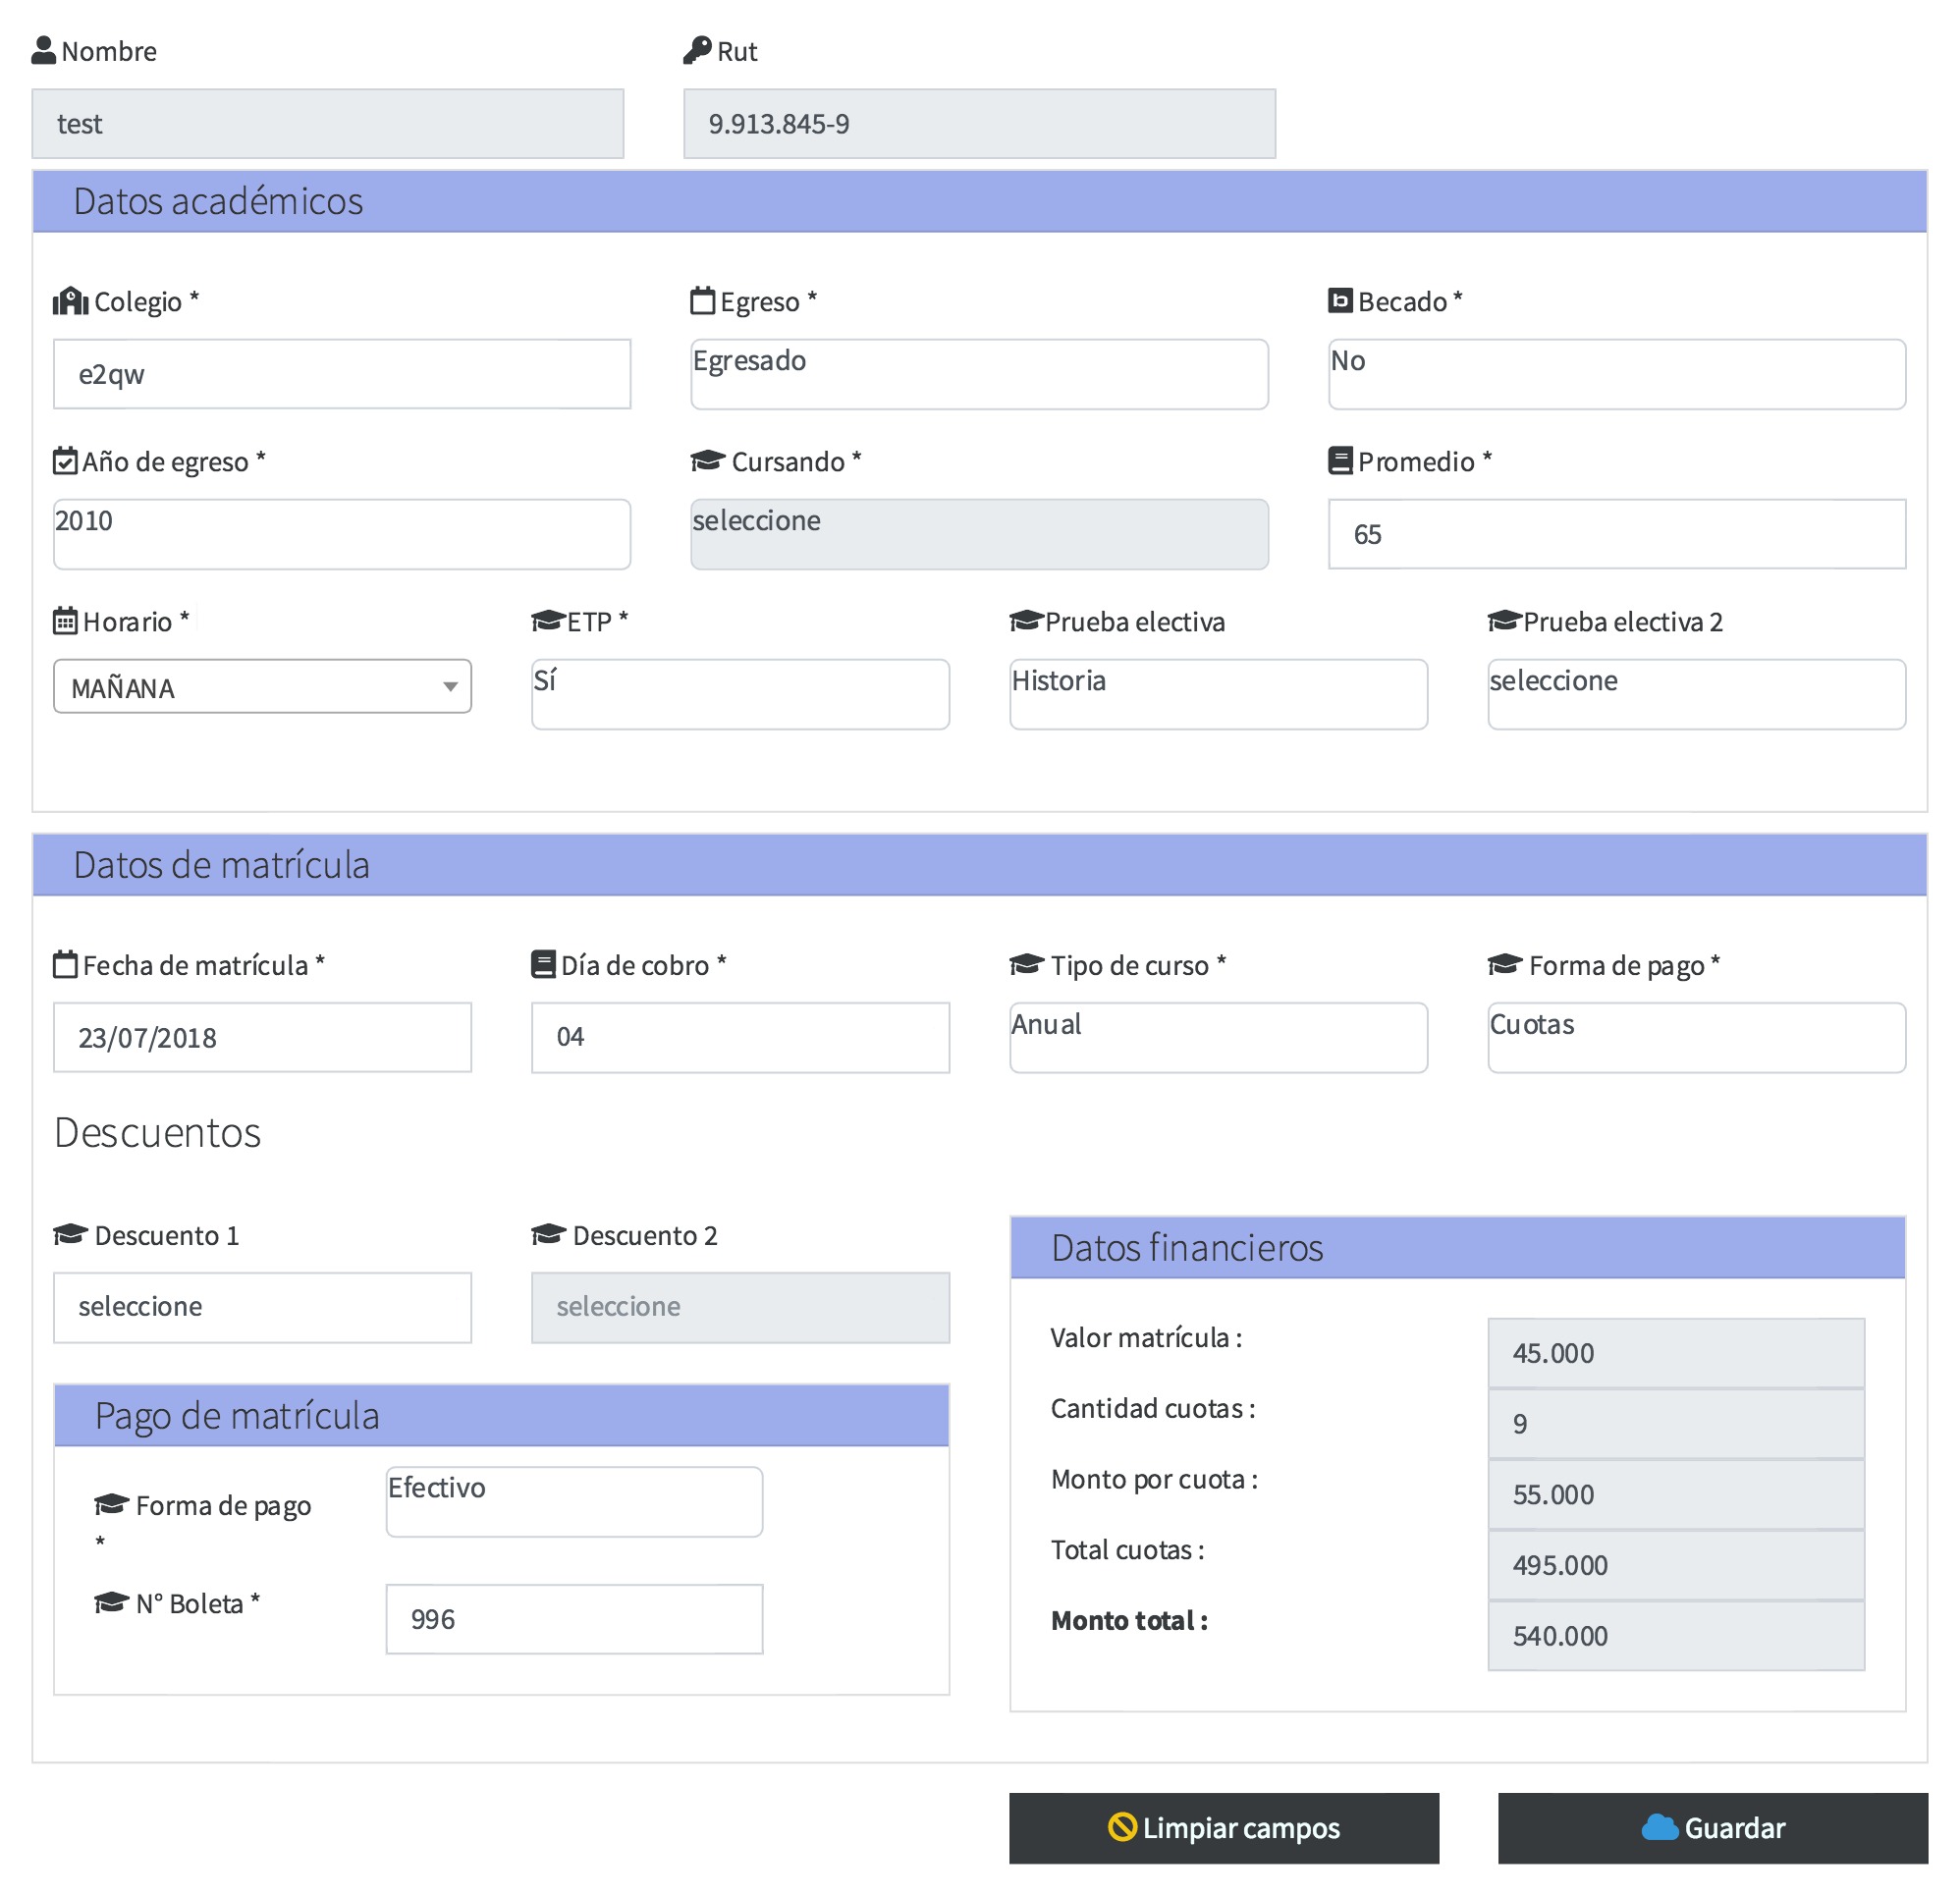 Nombre Rut
test 9.913.845-9
Datos académicos
Colegio * Egreso * Becado *
e2qw Egresado No
Año de egreso * Cursando * Promedio *
2010 seleccione 65
Horario * ETP * Prueba electiva Prueba electiva 2
MAÑANA Sí Historia seleccione
Datos de matrícula
Fecha de matrícula * Día de cobro * Tipo de curso * Forma de pago *
23/07/2018 04 Anual Cuotas
Descuentos
Descuento 1 Descuento 2
seleccione seleccione
Pago de matrícula
Forma de pago * Efectivo
N° Boleta * 996
Datos financieros
Valor matrícula : 45.000
Cantidad cuotas : 9
Monto por cuota : 55.000
Total cuotas : 495.000
Monto total : 540.000
Limpiar campos Guardar